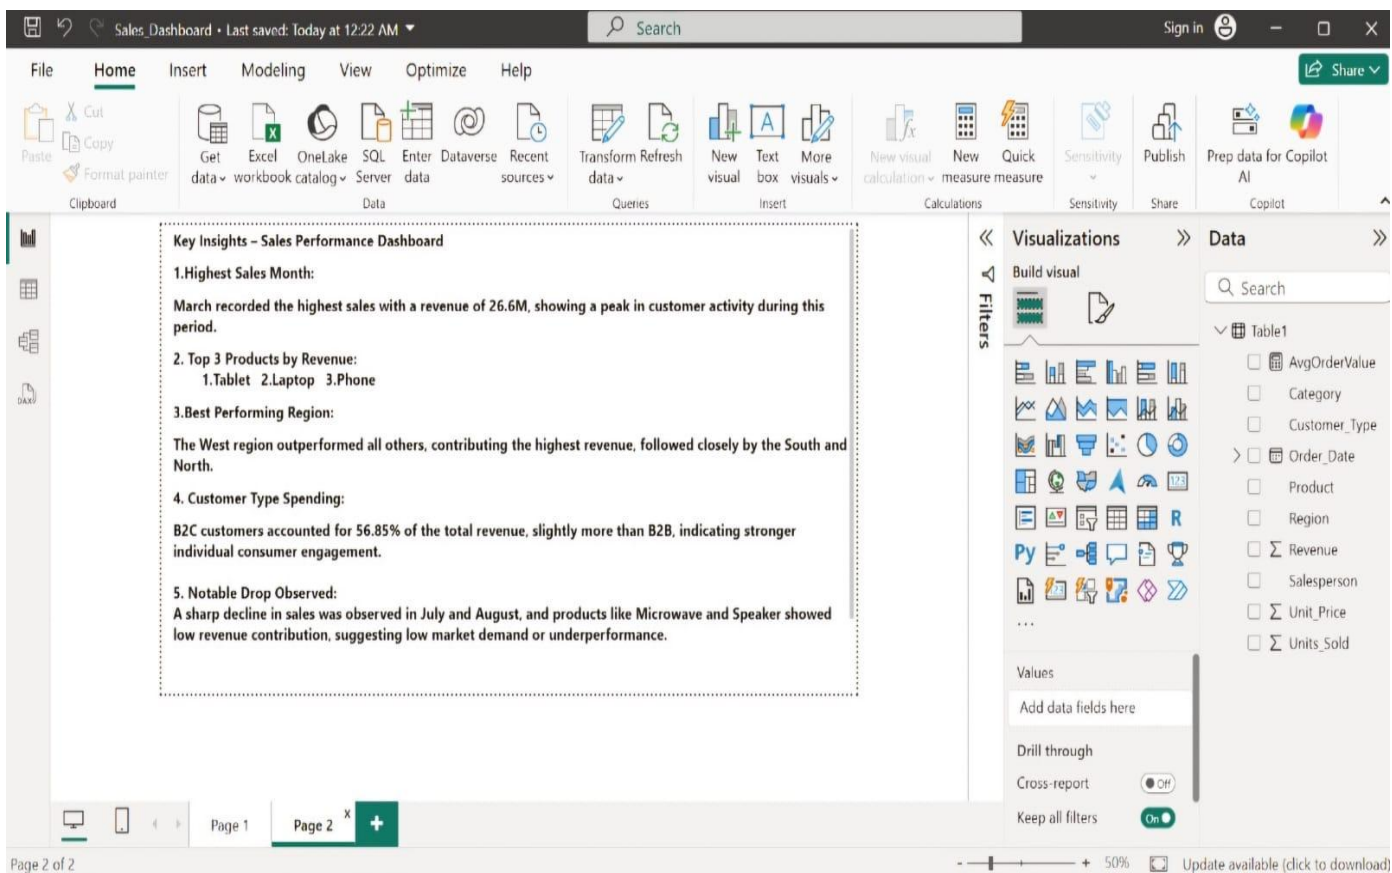 Sales_Dashboard • Last saved: Today at 12:22 AM
Search
Sign in
File Home Insert Modeling View Optimize Help
Share
Paste
Cut
Copy
Format painter
Clipboard
Get data
Excel workbook
OneLake catalog
SQL Server
Enter data
Dataverse
Recent sources
Data
Transform data
Refresh
Queries
New visual
Text box
More visuals
Insert
New visual calculation
New measure
Quick measure
Calculations
Sensitivity
Sensitivity
Publish
Share
Prep data for AI
Copilot
Copilot
DAX
Key Insights – Sales Performance Dashboard
1.Highest Sales Month:
March recorded the highest sales with a revenue of 26.6M, showing a peak in customer activity during this
period.
2. Top 3 Products by Revenue:
1.Tablet 2.Laptop 3.Phone
3.Best Performing Region:
The West region outperformed all others, contributing the highest revenue, followed closely by the South and
North.
4. Customer Type Spending:
B2C customers accounted for 56.85% of the total revenue, slightly more than B2B, indicating stronger
individual consumer engagement.
5. Notable Drop Observed:
A sharp decline in sales was observed in July and August, and products like Microwave and Speaker showed
low revenue contribution, suggesting low market demand or underperformance.
Filters
Visualizations
Build visual
123
R
Py
...
Values
Add data fields here
Drill through
Cross-report
Off
Keep all filters
On
Data
Search
Table1
AvgOrderValue
Category
Customer_Type
Order_Date
Product
Region
Σ Revenue
Salesperson
Σ Unit_Price
Σ Units_Sold
Page 1
Page 2 x
+
Page 2 of 2
- + 50%
Update available (click to download)